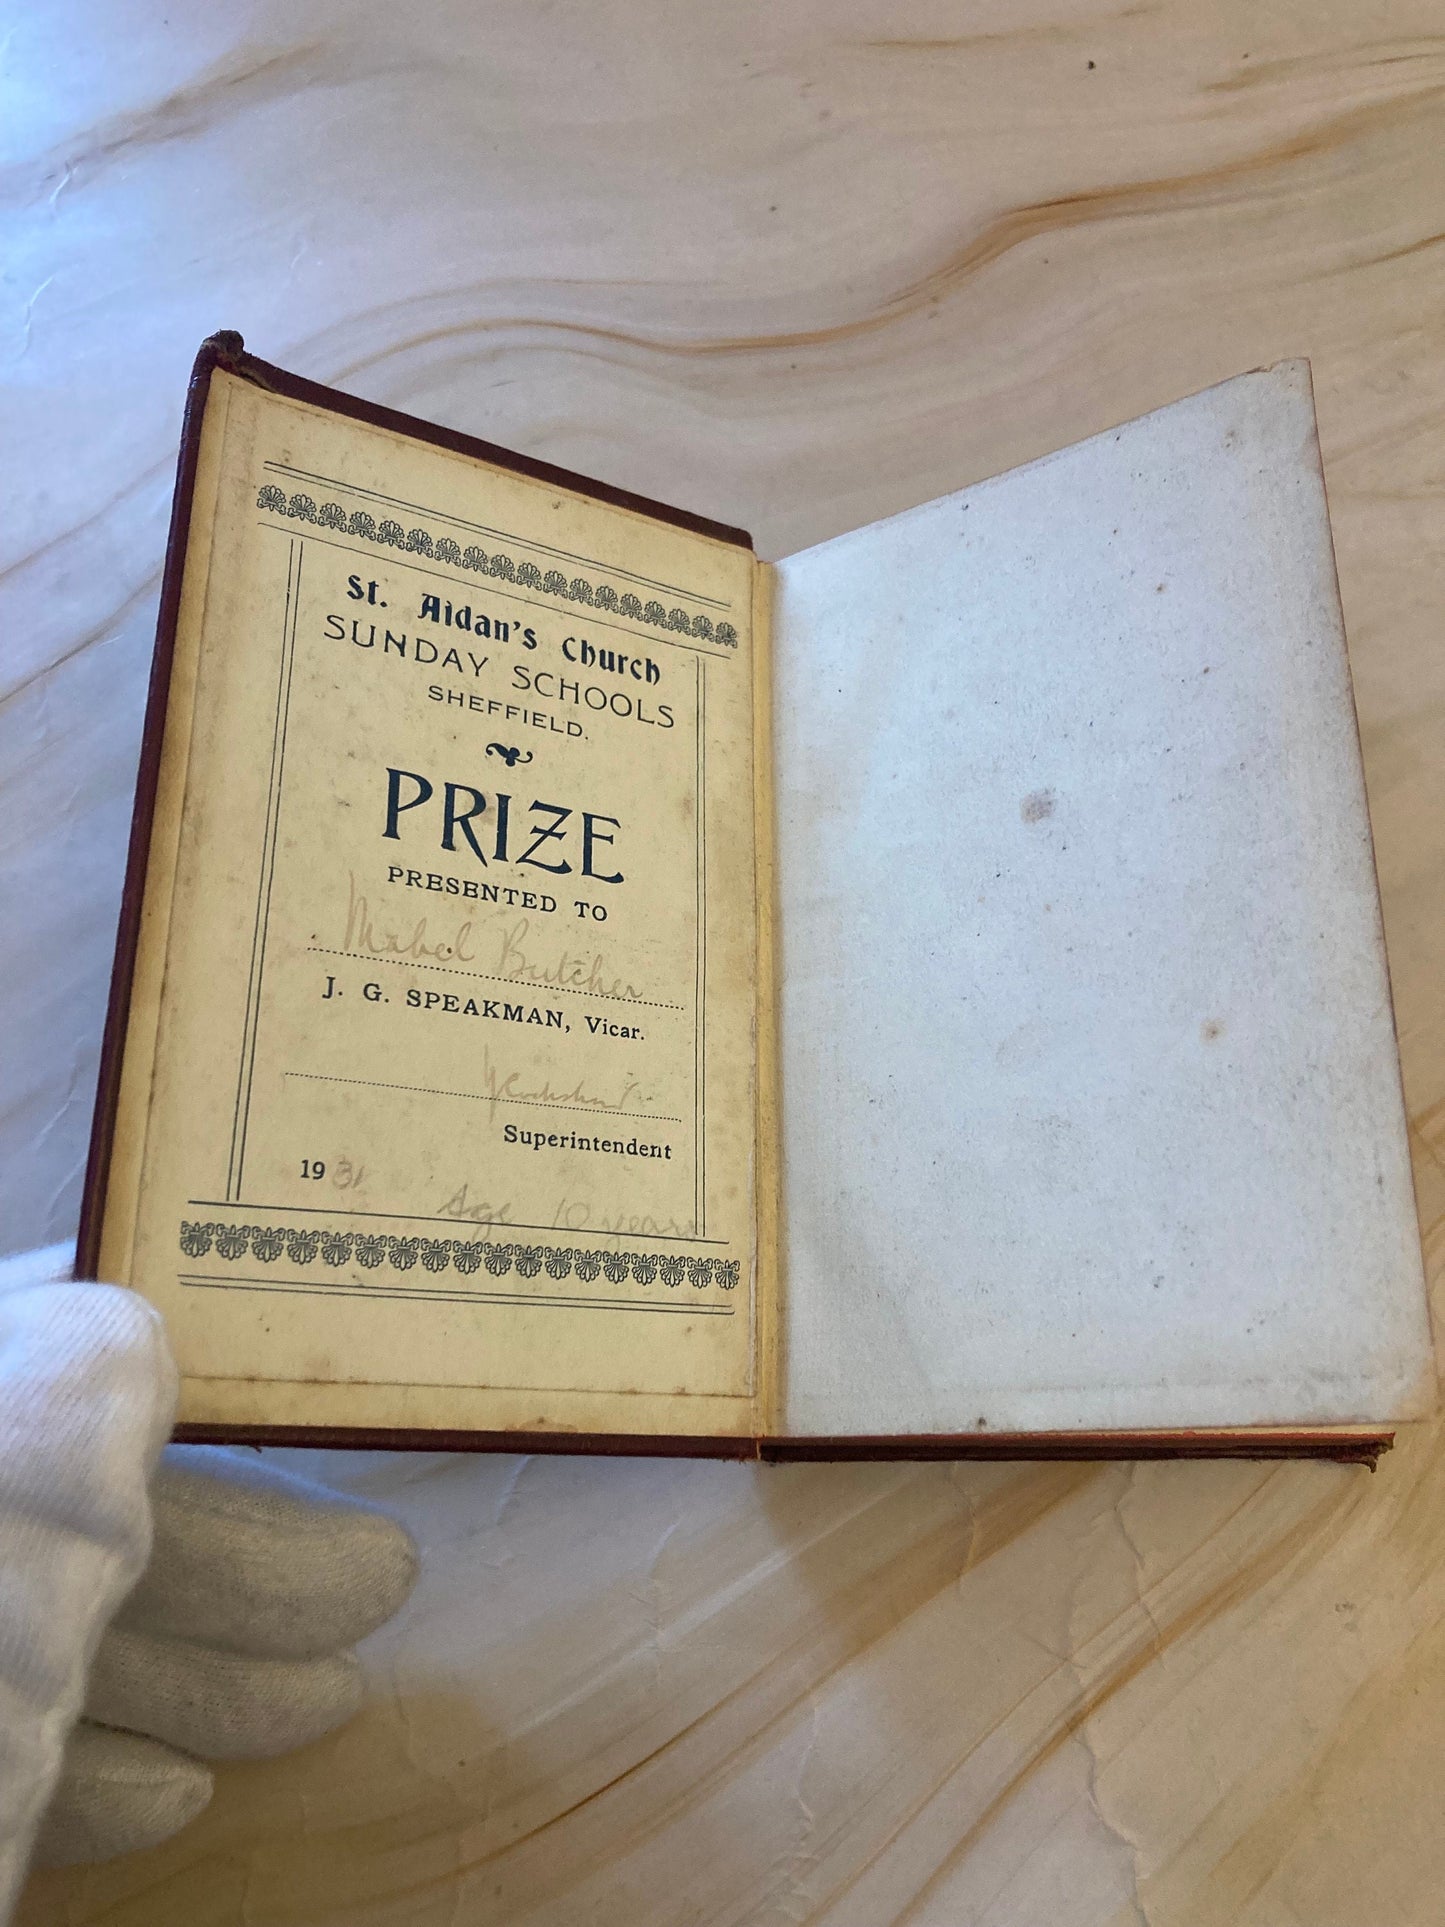 St. Aidan's Church
SUNDAY SCHOOLS
SHEFFIELD.
PRIZE
PRESENTED TO
Mabel Butcher
J. G. SPEAKMAN, Vicar.
Superintendent
1931
Age 10 years